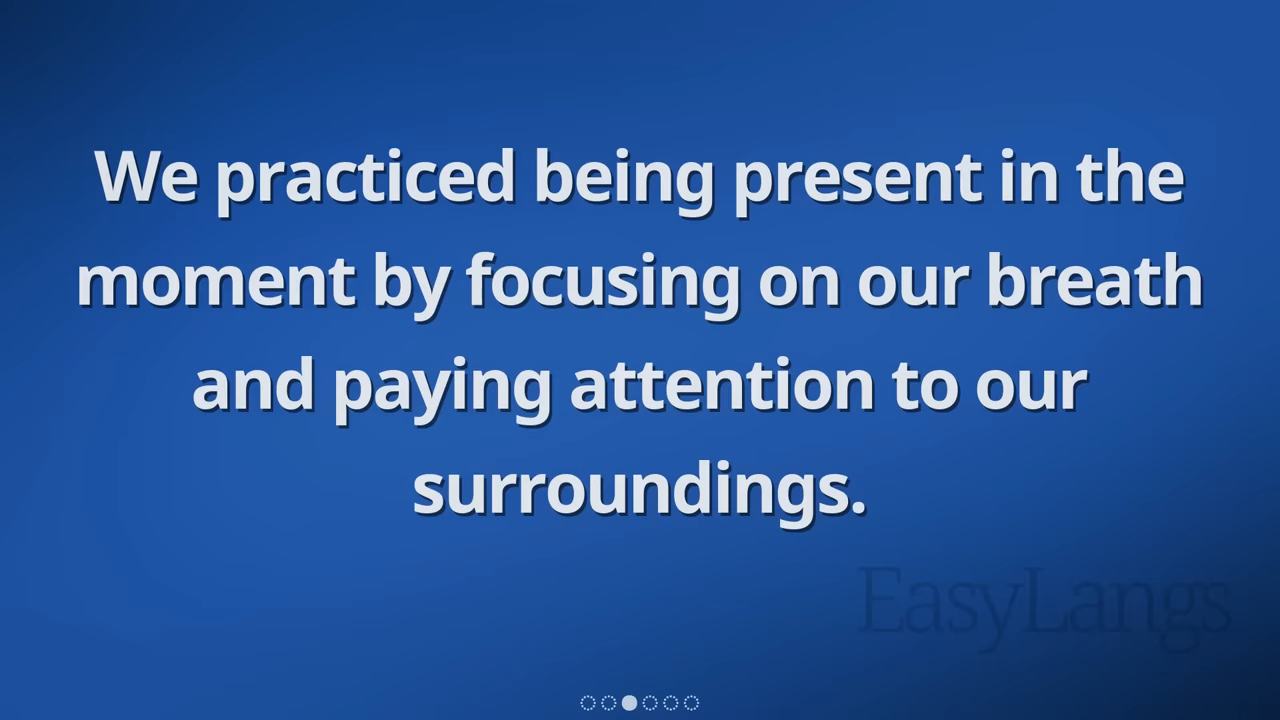 We practiced being present in the
moment by focusing on our breath
and paying attention to our
surroundings.
EasyLangs